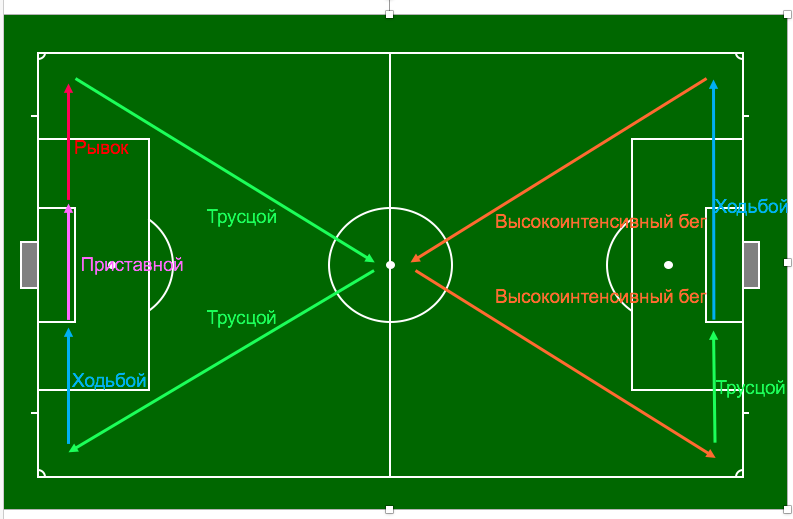 Рывок
Ходьбой
Трусцой
Высокоинтенсивный бег
Приставной
Высокоинтенсивный бег
Трусцой
Ходьбой
Трусцой